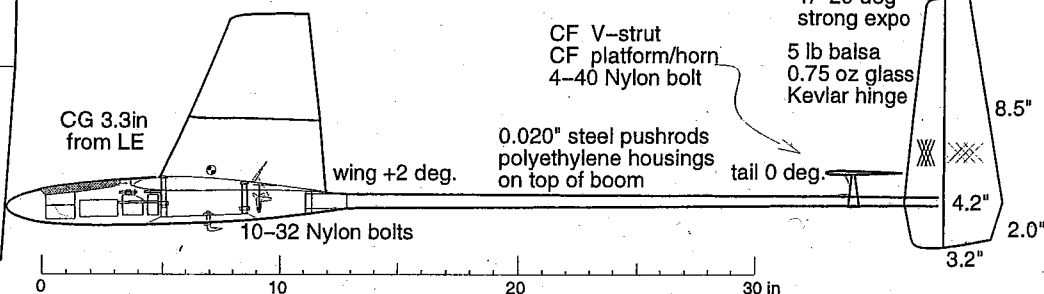 strong expo
CF V-strut
CF platform/horn
4-40 Nylon bolt
5 lb balsa
0.75 oz glass
Kevlar hinge
8.5"
CG 3.3in
from LE
0.020" steel pushrods
polyethylene housings
on top of boom
wing +2 deg.
tail 0 deg.
4.2"
2.0"
3.2"
10-32 Nylon bolts
0 10 20 30 in